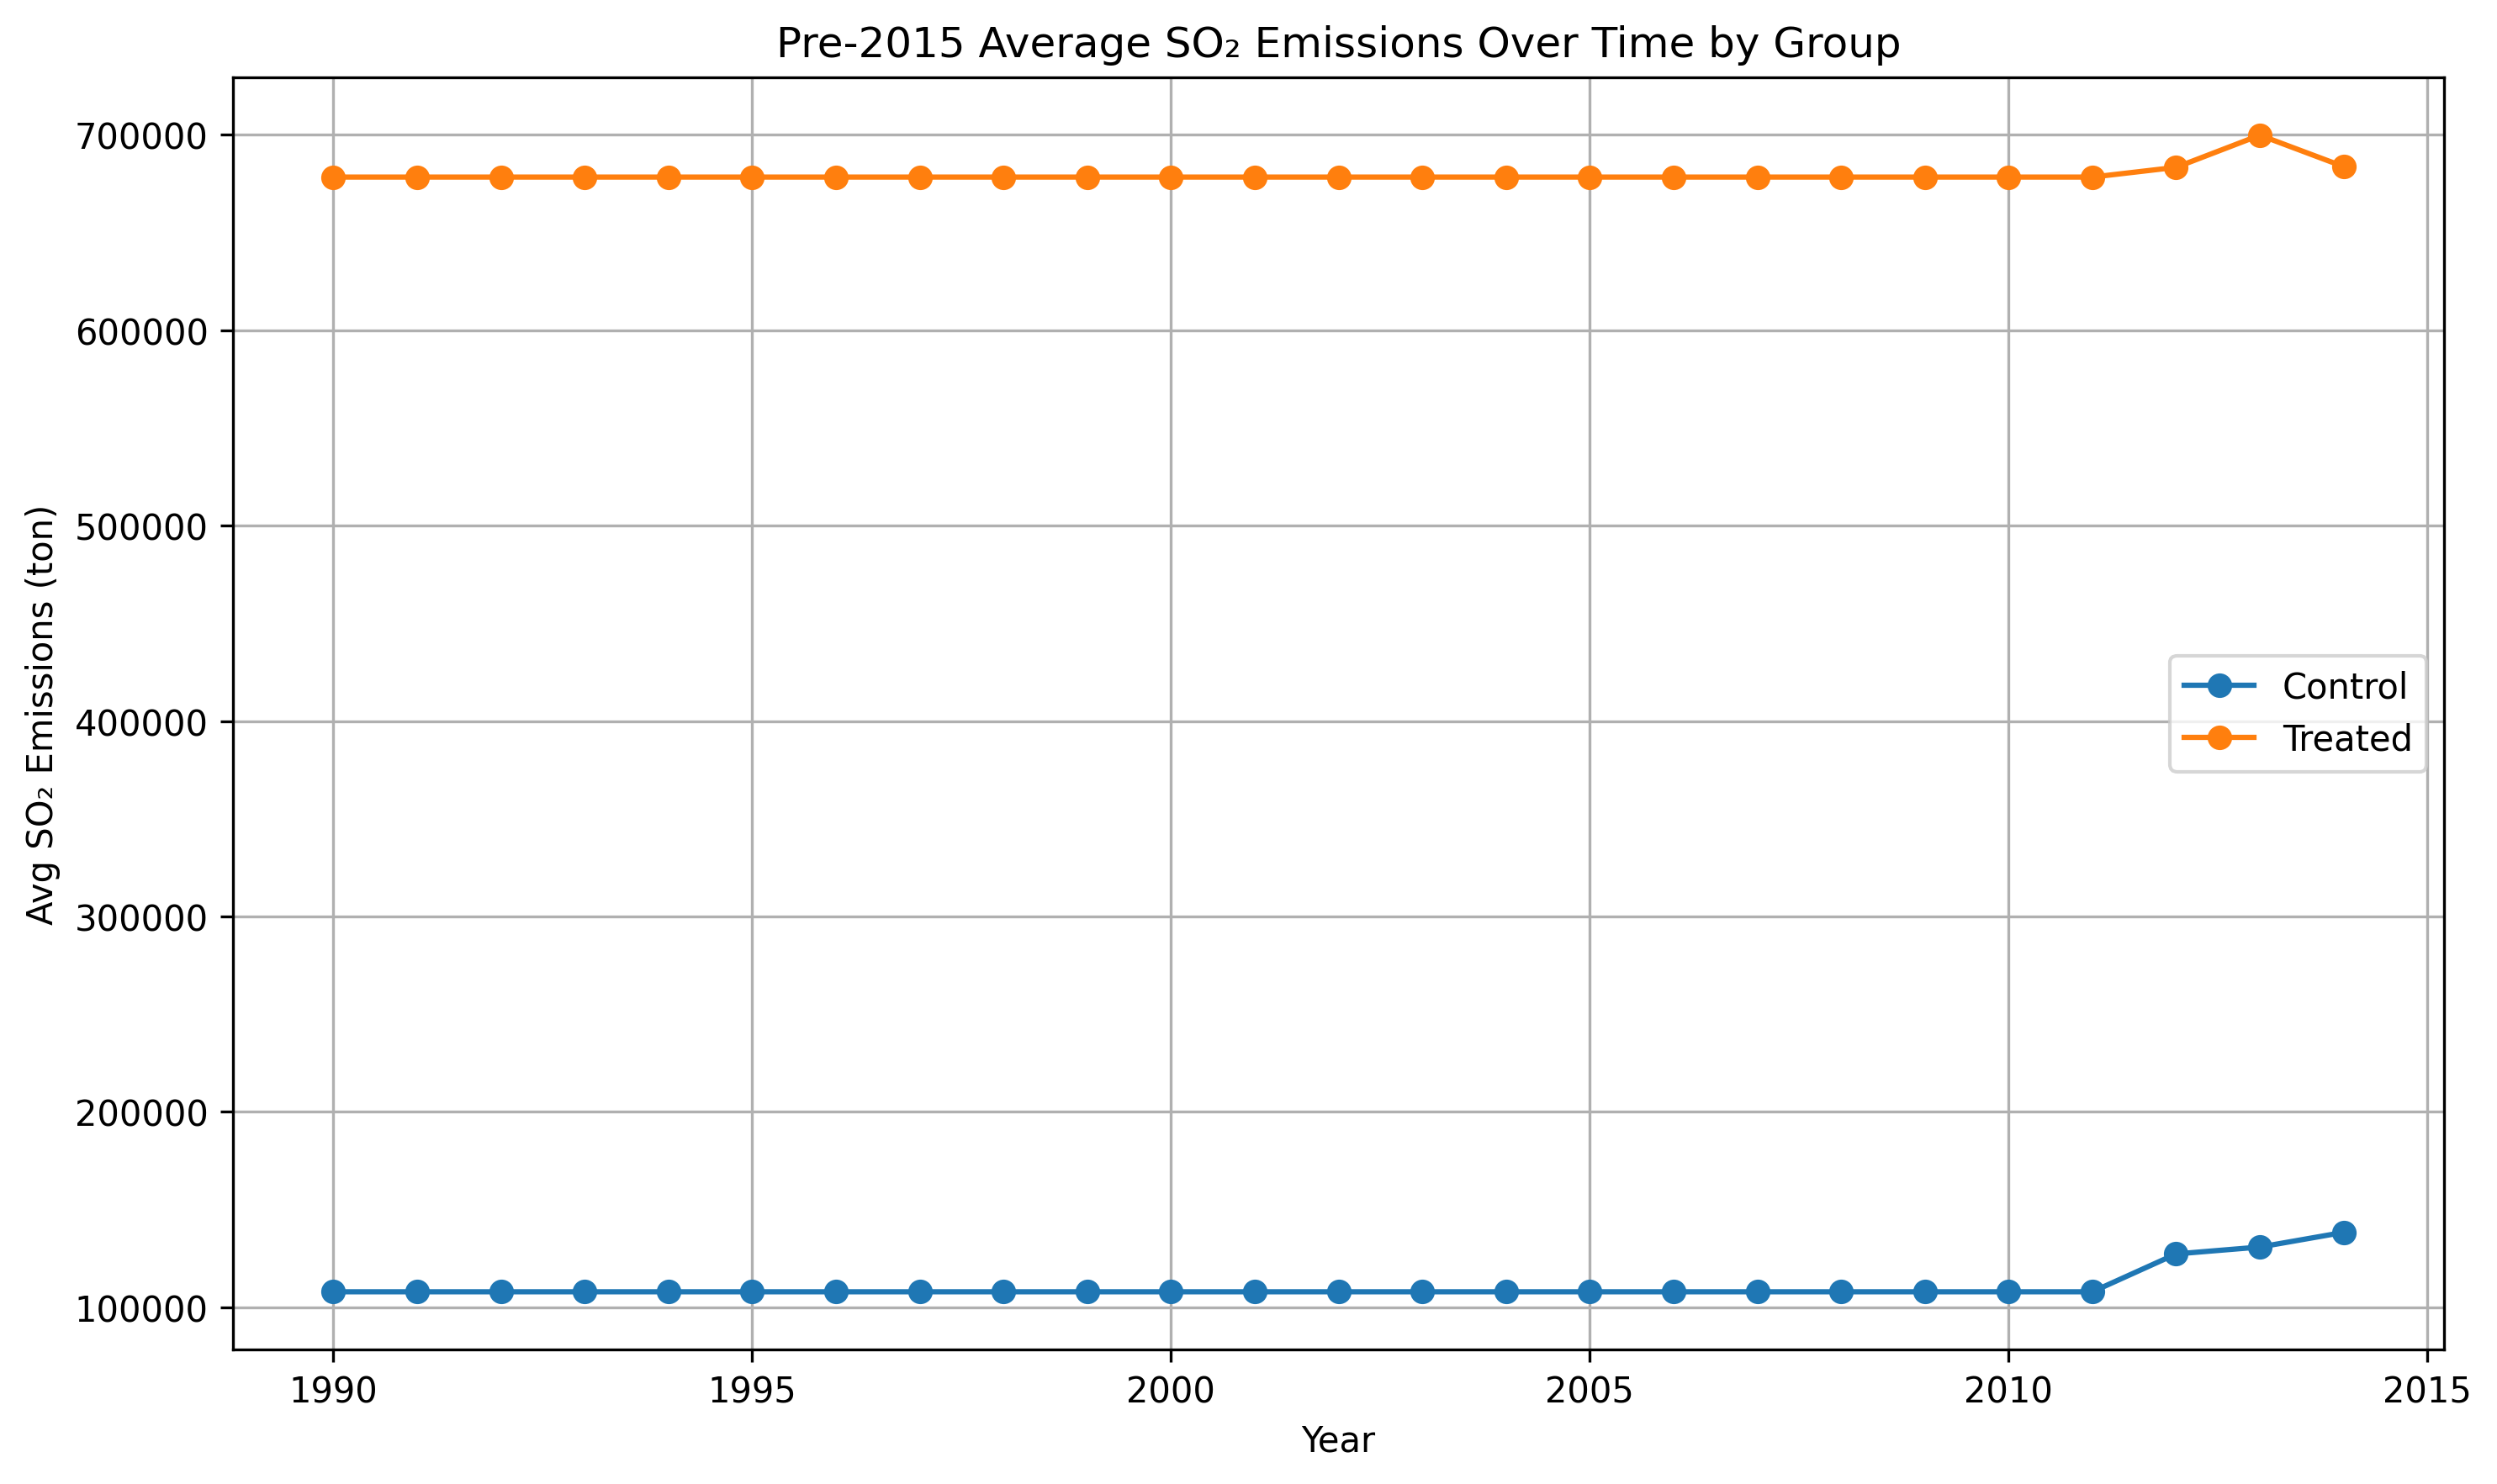 Pre-2015 Average SO₂ Emissions Over Time by Group
Avg SO₂ Emissions (ton)
700000
600000
500000
400000
300000
200000
100000
Control
Treated
1990 1995 2000 2005 2010 2015
Year